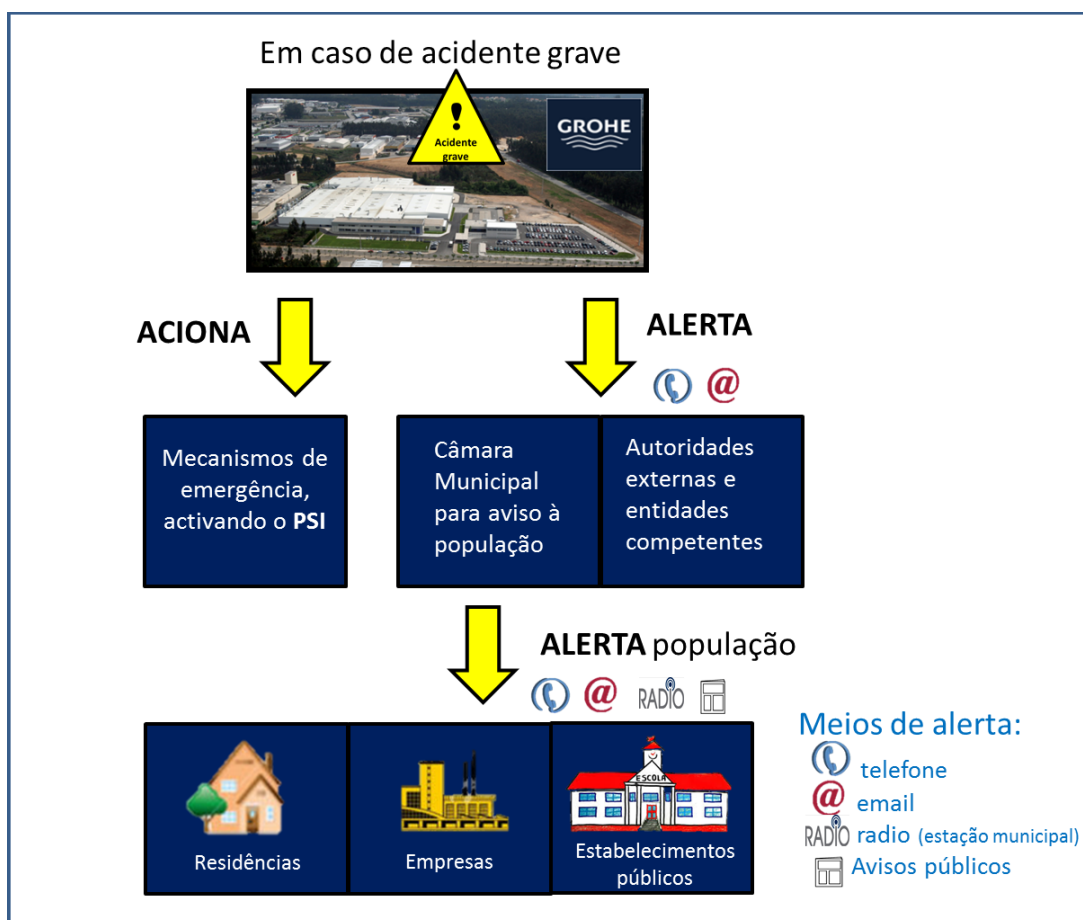 Em caso de acidente grave
!
Acidente
grave
GROHE
ACIONA
ALERTA
@
Mecanismos de
emergência,
activando o PSI
Câmara
Municipal
para aviso à
população
Autoridades
externas e
entidades
competentes
ALERTA população
@ RADIO
ESCOLA
Residências
Empresas
Estabelecimentos
públicos
Meios de alerta:
telefone
@ email
RADIO radio (estação municipal)
Avisos públicos